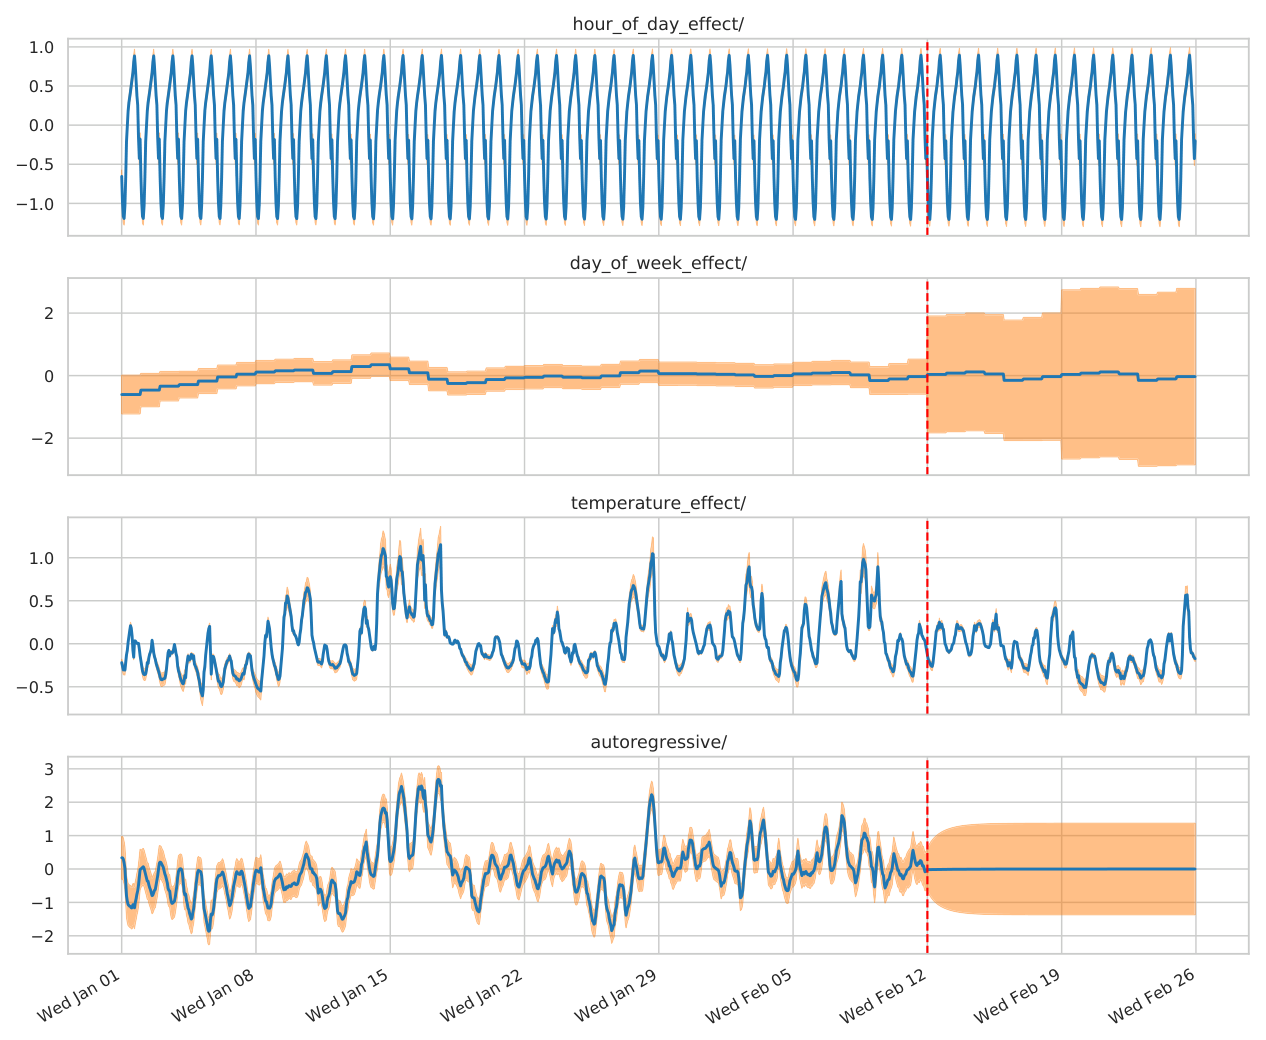 hour_of_day_effect/
1.0
0.5
0.0
−0.5
−1.0
day_of_week_effect/
2
0
−2
temperature_effect/
1.0
0.5
0.0
−0.5
autoregressive/
3
2
1
0
−1
−2
Wed Jan 01
Wed Jan 08
Wed Jan 15
Wed Jan 22
Wed Jan 29
Wed Feb 05
Wed Feb 12
Wed Feb 19
Wed Feb 26